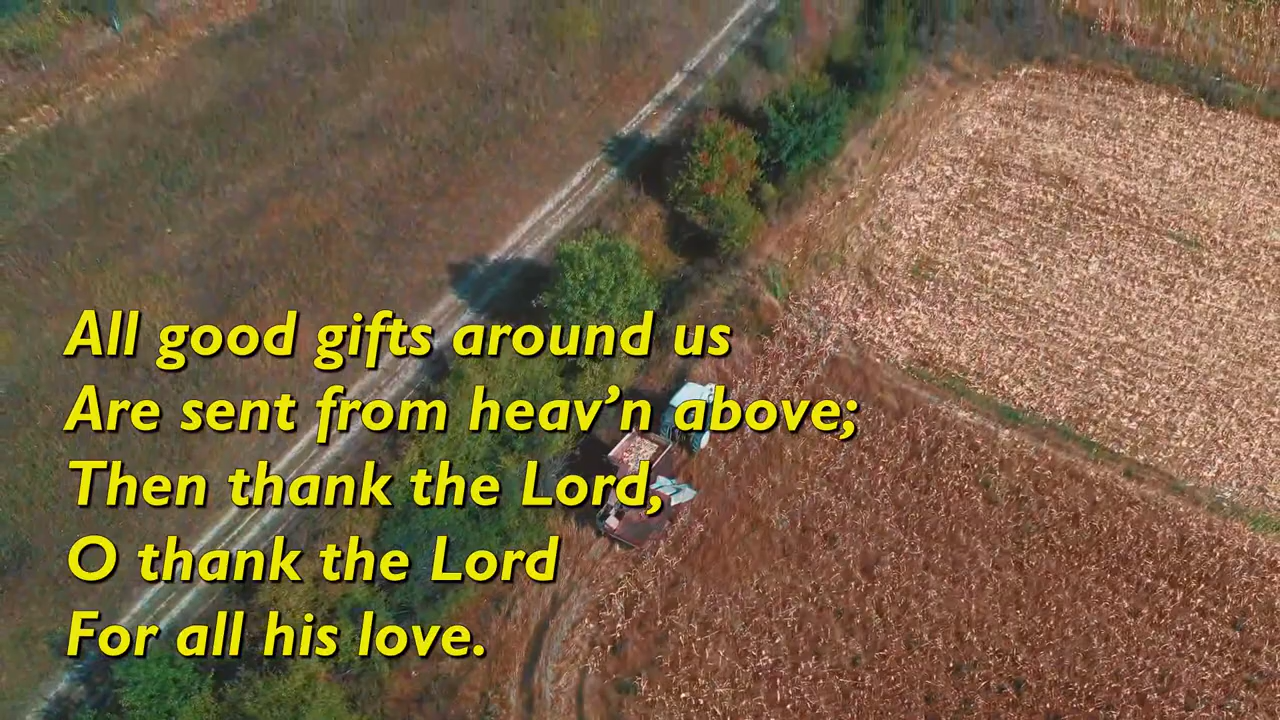 All good gifts around us
Are sent from heav’n above;
Then thank the Lord,
O thank the Lord
For all his love.